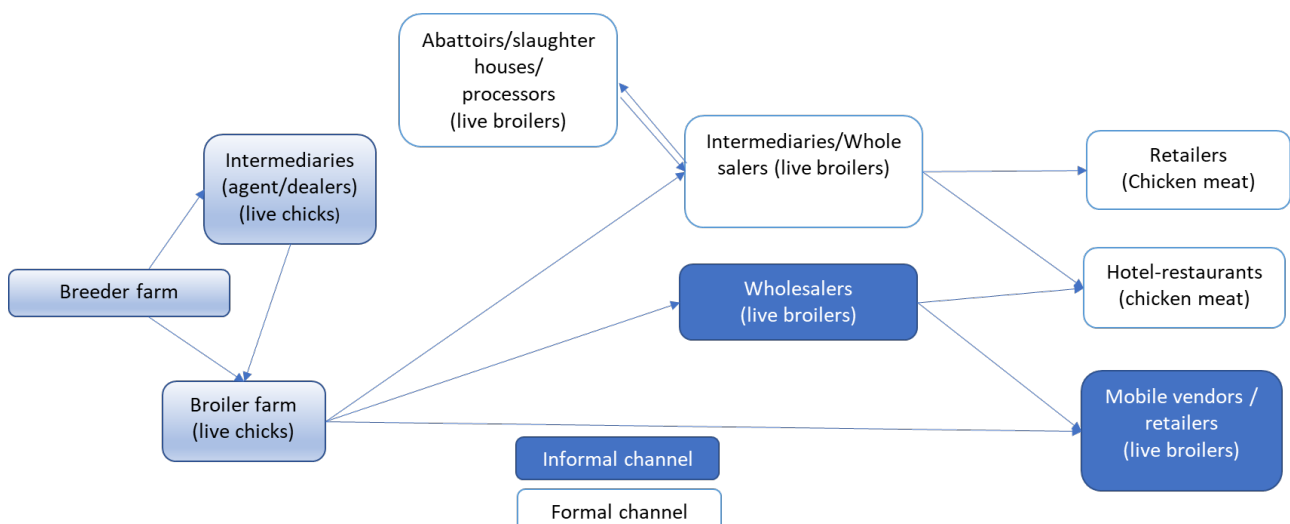 Abattoirs/slaughter
houses/
processors
(live broilers)
Intermediaries
(agent/dealers)
(live chicks)
Intermediaries/Whole
salers (live broilers)
Retailers
(Chicken meat)
Breeder farm
Wholesalers
(live broilers)
Hotel-restaurants
(chicken meat)
Broiler farm
(live chicks)
Mobile vendors /
retailers
(live broilers)
Informal channel
Formal channel